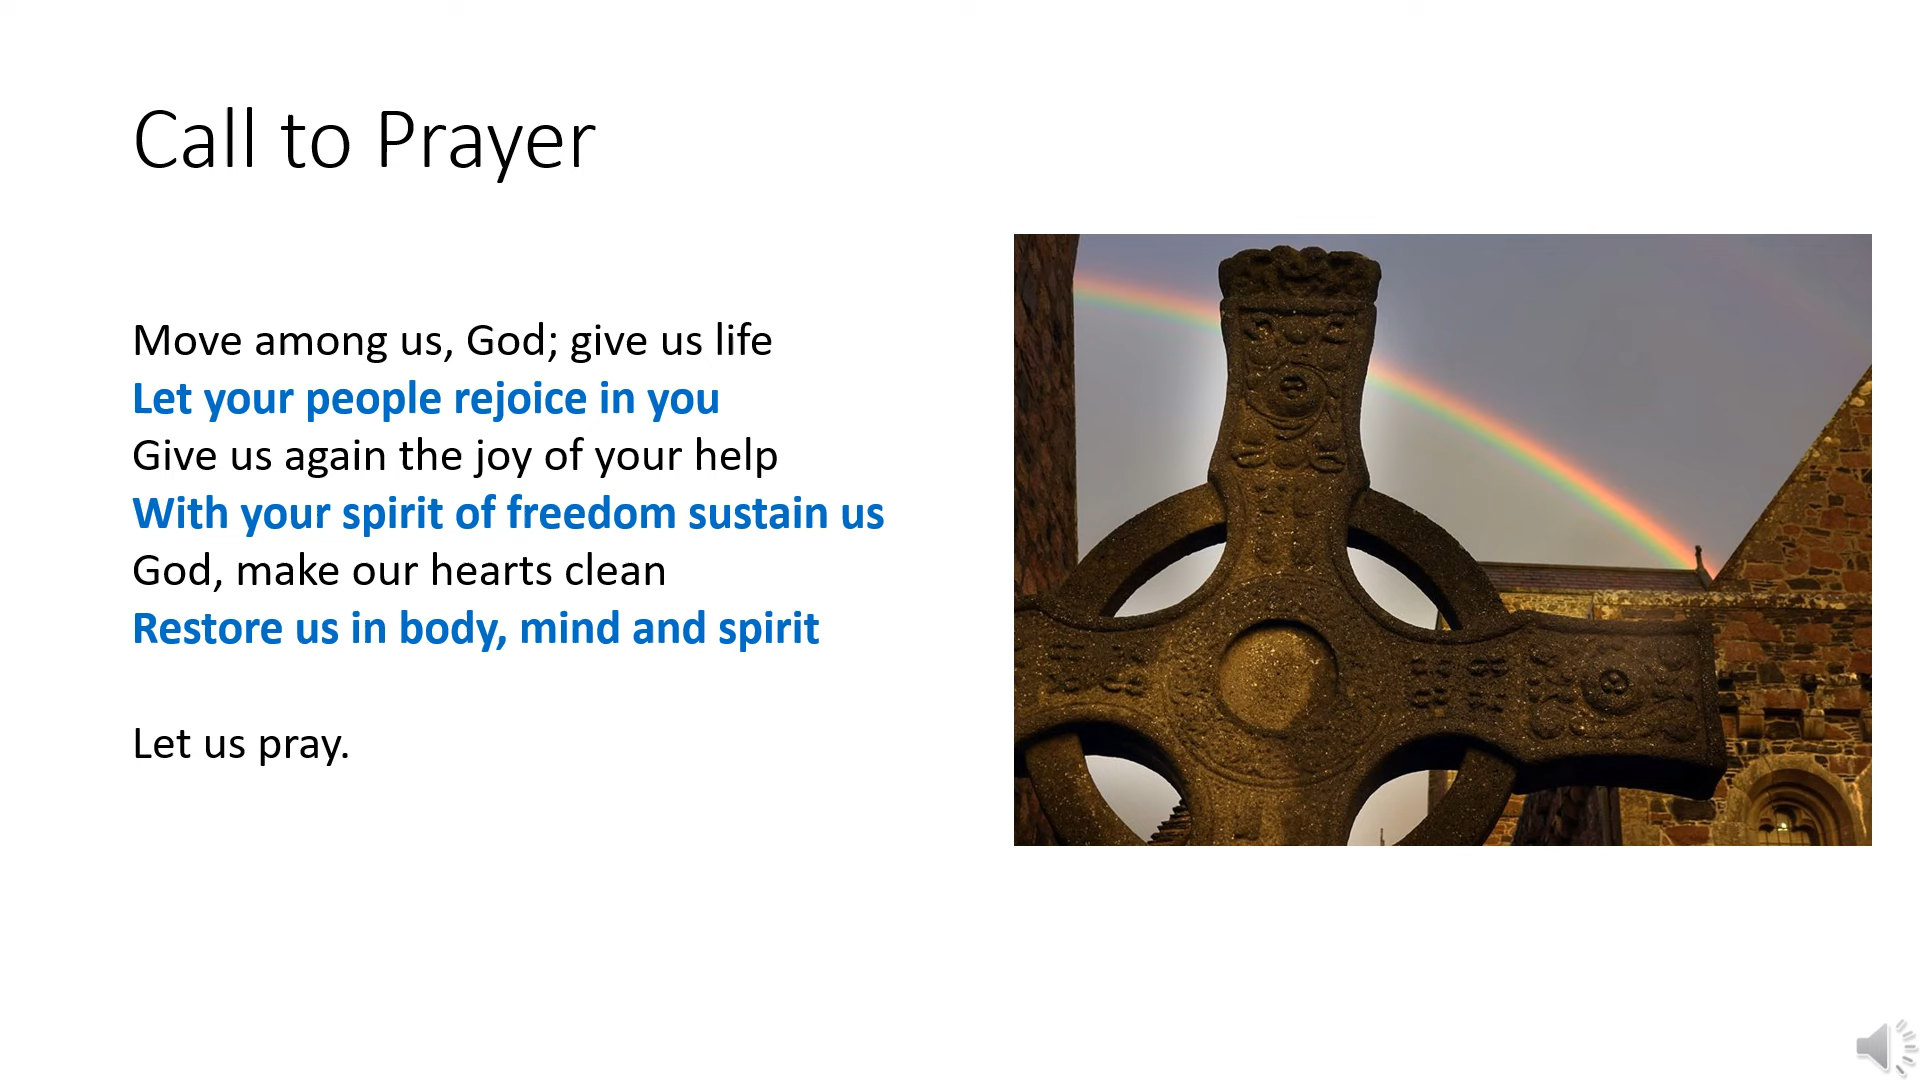 Call to Prayer
Move among us, God; give us life
Let your people rejoice in you
Give us again the joy of your help
With your spirit of freedom sustain us
God, make our hearts clean
Restore us in body, mind and spirit
Let us pray.